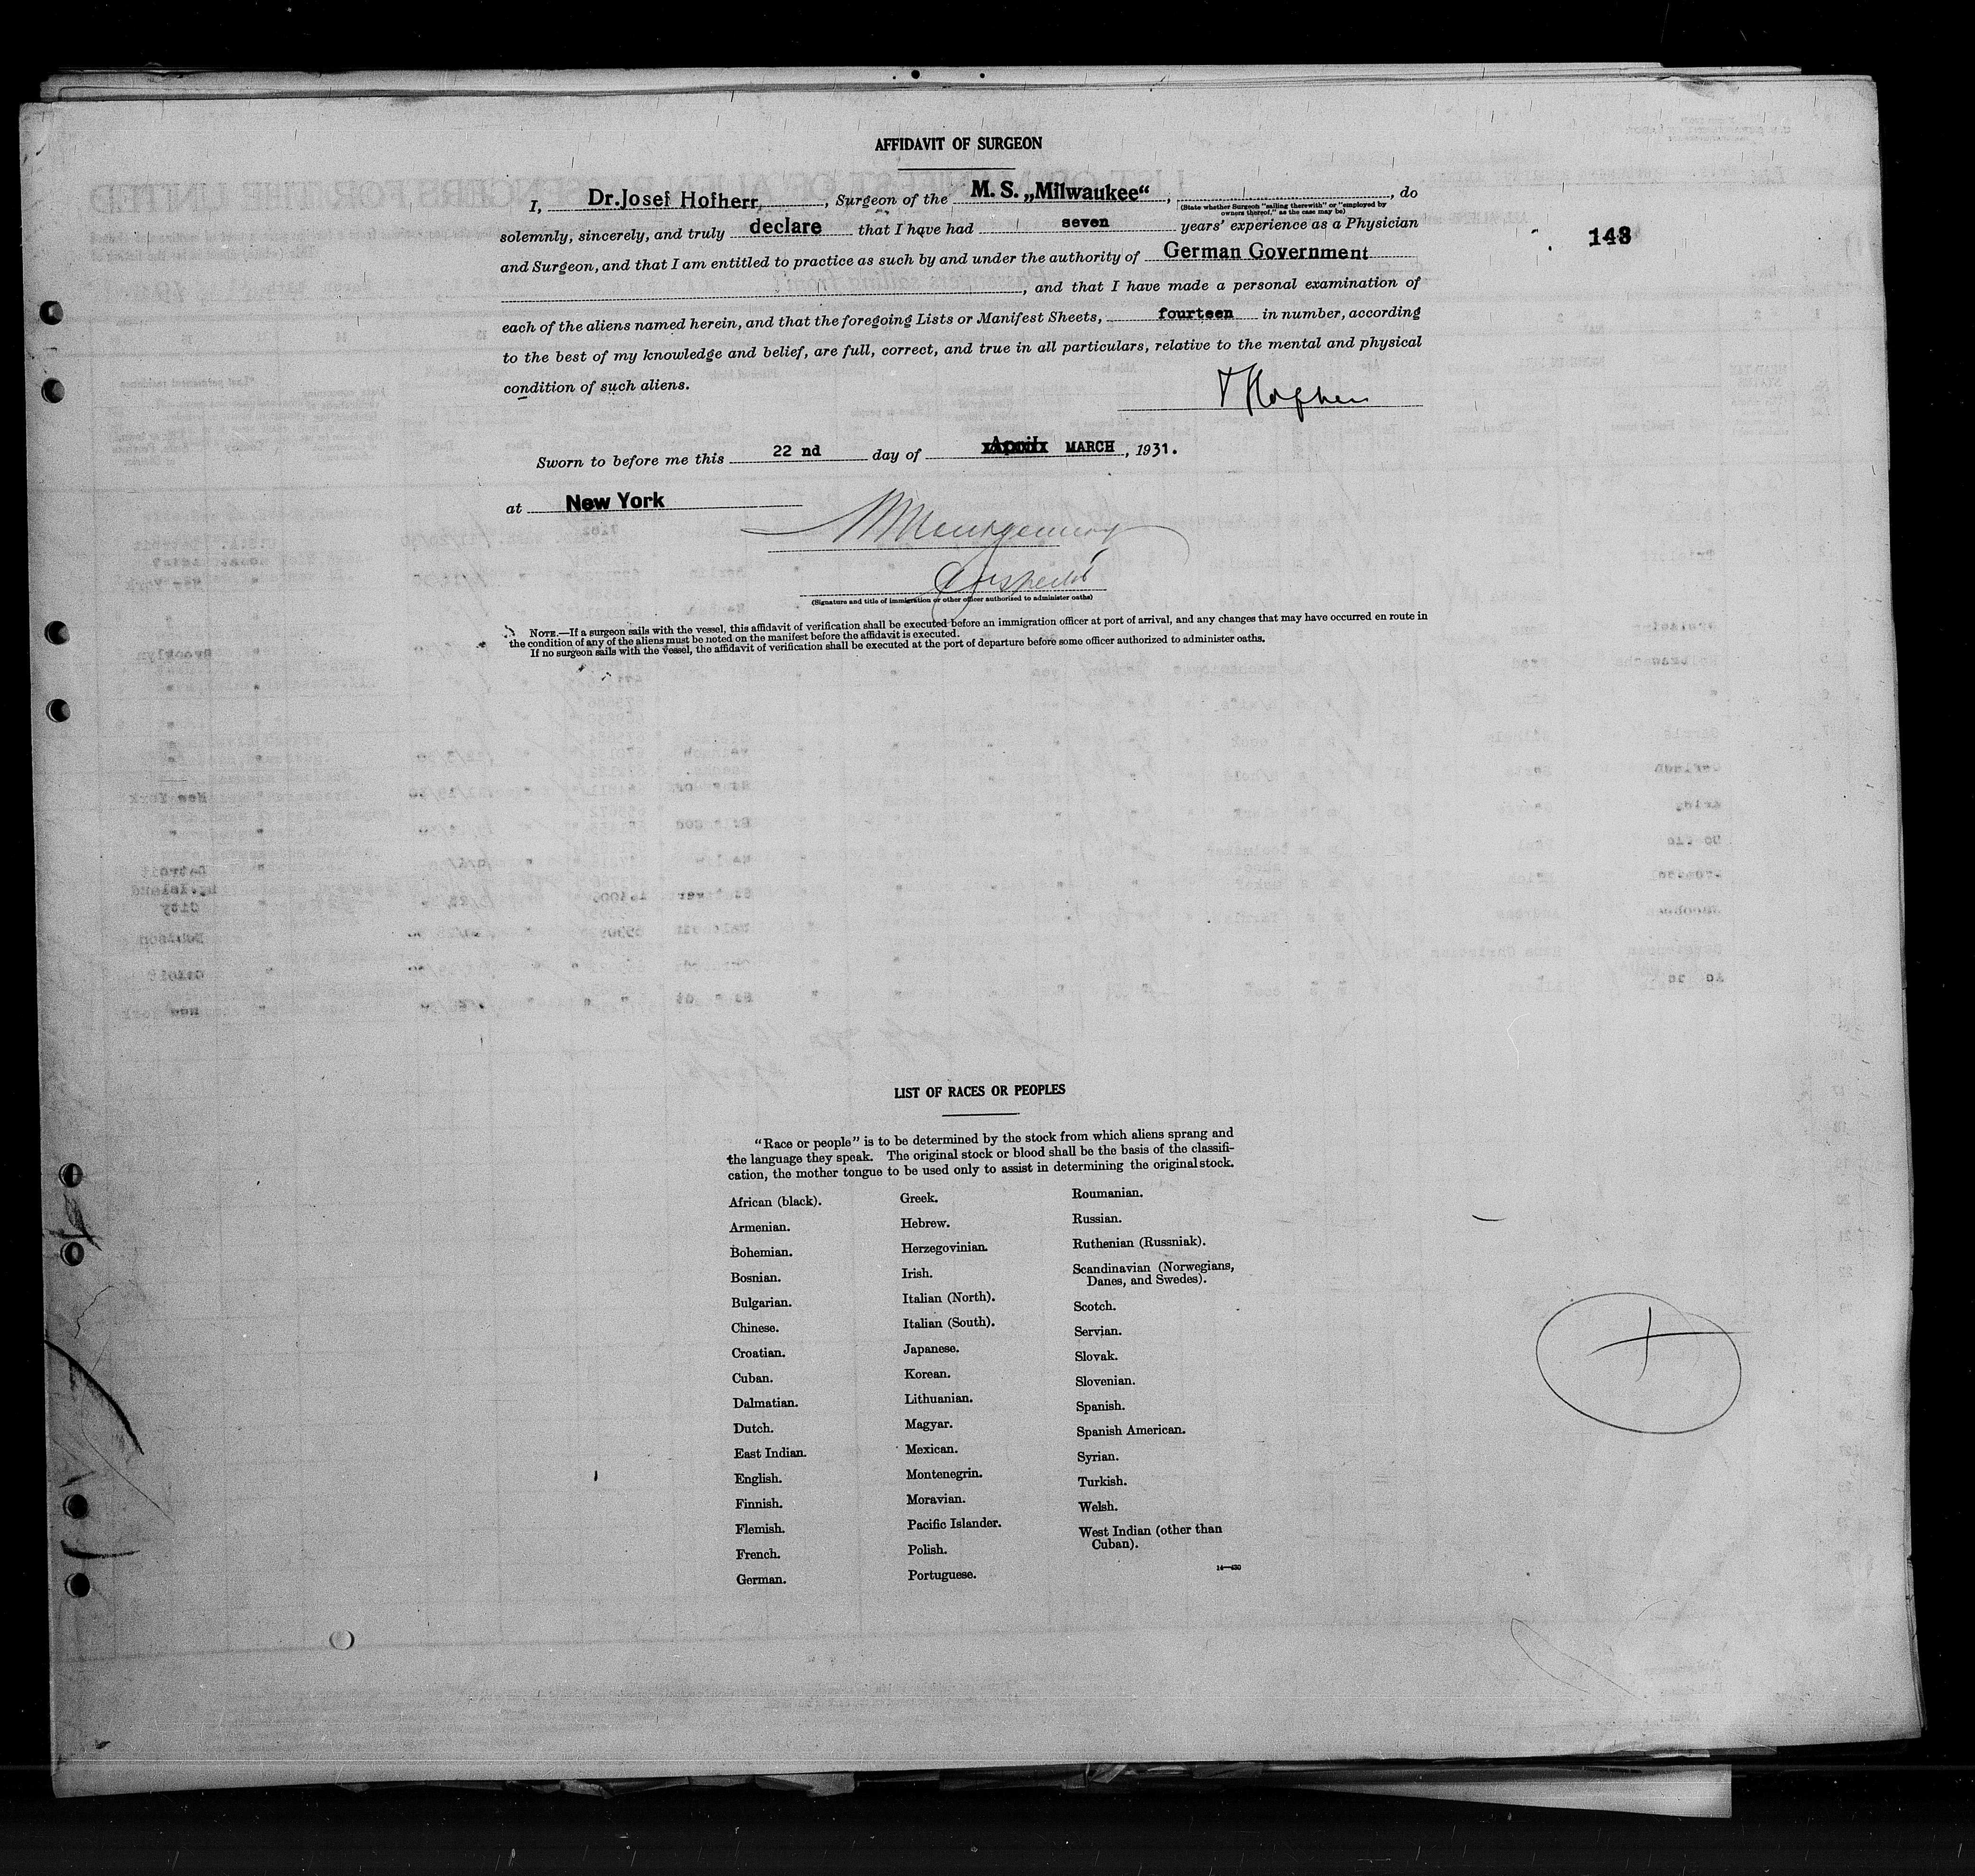 AFFIDAVIT OF SURGEON
I, Dr. Josef Hofherr, Surgeon of the M. S. „Milwaukee“, , do
(State whether Surgeon "sailing therewith" or "employed by
owners thereof," as the case may be)
solemnly, sincerely, and truly declare that I have had seven years' experience as a Physician
148
and Surgeon, and that I am entitled to practice as such by and under the authority of German Government
, and that I have made a personal examination of
each of the aliens named herein, and that the foregoing Lists or Manifest Sheets, fourteen in number, according
to the best of my knowledge and belief, are full, correct, and true in all particulars, relative to the mental and physical
condition of such aliens.
Sworn to before me this 22 nd day of April MARCH, 1931.
at New York
Montgomery
Inspector
(Signature and title of immigration or other officer authorized to administer oaths)
NOTE.—If a surgeon sails with the vessel, this affidavit of verification shall be executed before an immigration officer at port of arrival, and any changes that may have occurred en route in
the condition of any of the aliens must be noted on the manifest before the affidavit is executed.
If no surgeon sails with the vessel, the affidavit of verification shall be executed at the port of departure before some officer authorized to administer oaths.
LIST OF RACES OR PEOPLES
"Race or people" is to be determined by the stock from which aliens sprang and
the language they speak. The original stock or blood shall be the basis of the classifi-
cation, the mother tongue to be used only to assist in determining the original stock.
African (black).
Armenian.
Bohemian.
Bosnian.
Bulgarian.
Chinese.
Croatian.
Cuban.
Dalmatian.
Dutch.
East Indian.
English.
Finnish.
Flemish.
French.
German.
Greek.
Hebrew.
Herzegovinian.
Irish.
Italian (North).
Italian (South).
Japanese.
Korean.
Lithuanian.
Magyar.
Mexican.
Montenegrin.
Moravian.
Pacific Islander.
Polish.
Portuguese.
Roumanian.
Russian.
Ruthenian (Russniak).
Scandinavian (Norwegians,
Danes, and Swedes).
Scotch.
Servian.
Slovak.
Slovenian.
Spanish.
Spanish American.
Syrian.
Turkish.
Welsh.
West Indian (other than
Cuban).
14—430